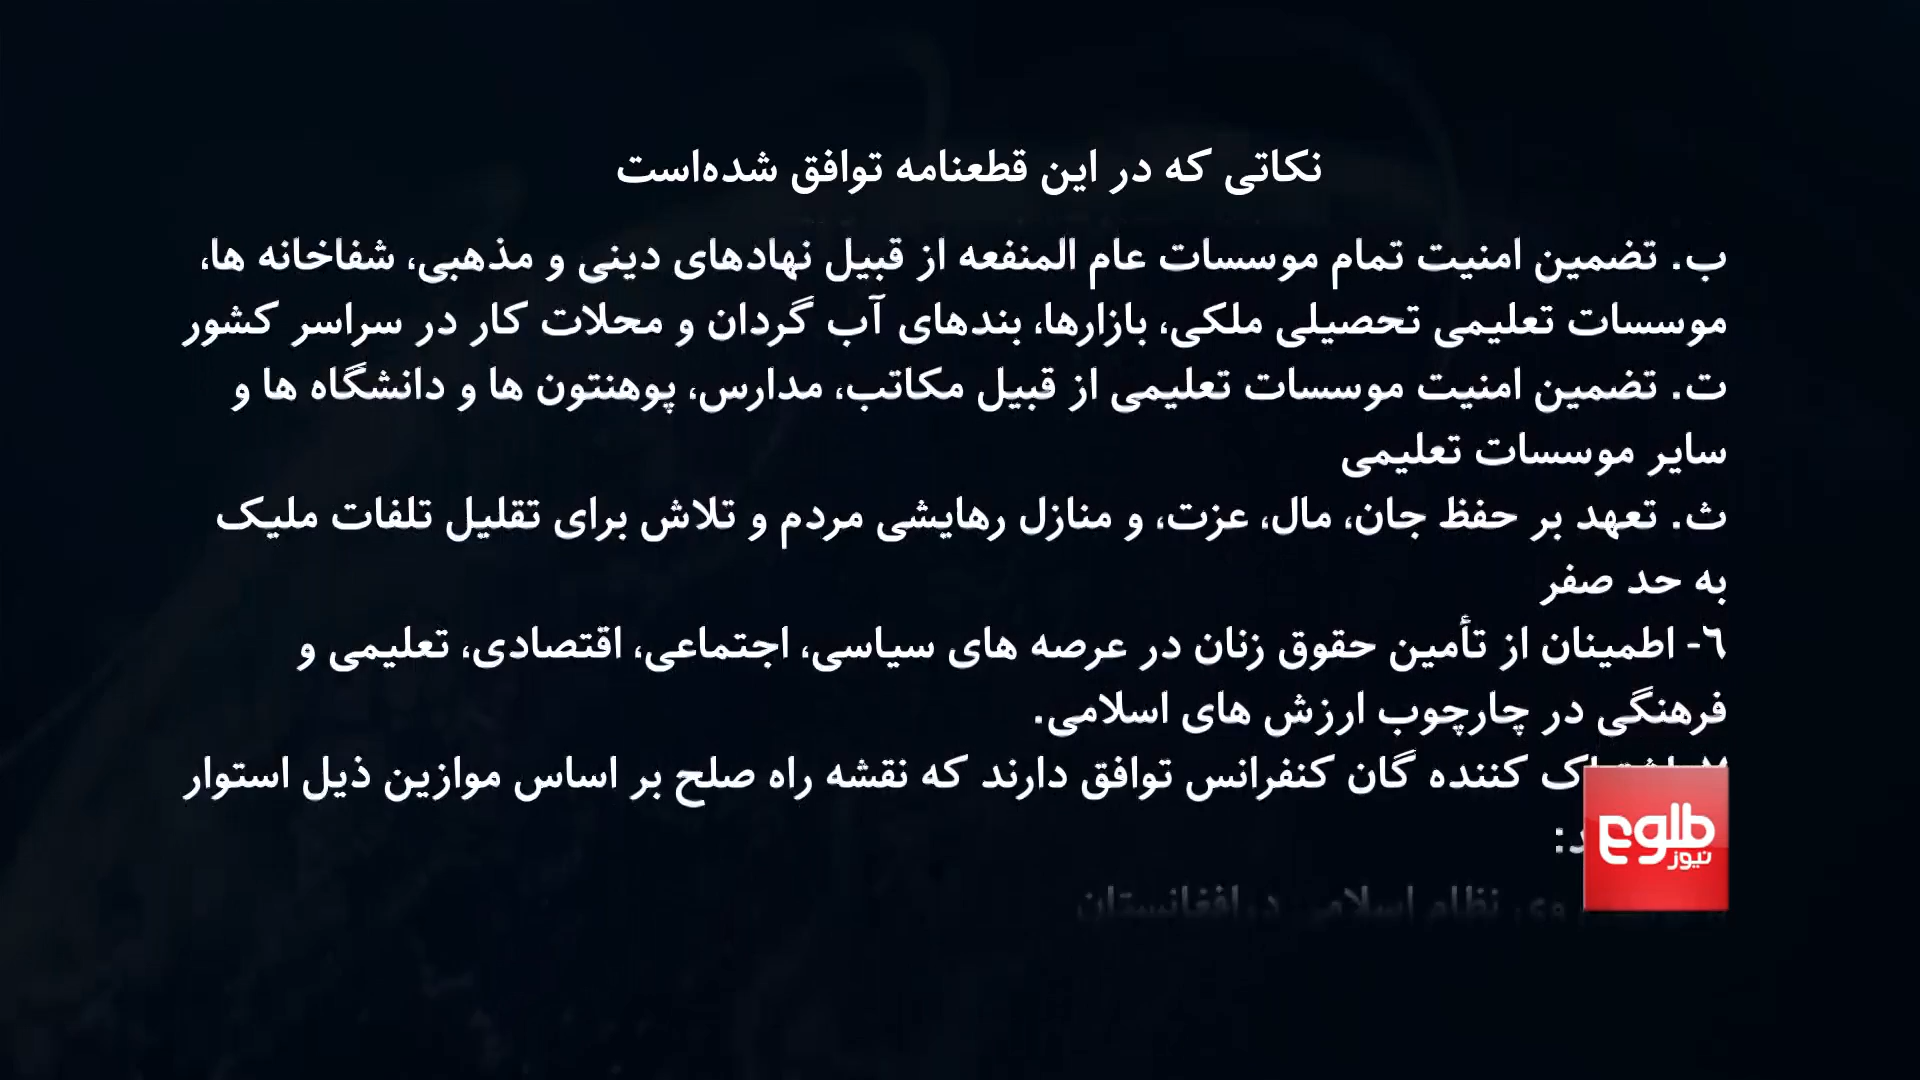 نکاتی که در این قطعنامه توافق شده‌است
ب. تضمین امنیت تمام موسسات عام المنفعه از قبیل نهادهای دینی و مذهبی، شفاخانه ها،
موسسات تعلیمی تحصیلی ملکی، بازارها، بندهای آب گردان و محلات کار در سراسر کشور
ت. تضمین امنیت موسسات تعلیمی از قبیل مکاتب، مدارس، پوهنتون ها و دانشگاه ها و
سایر موسسات تعلیمی
ث. تعهد بر حفظ جان، مال، عزت، و منازل رهایشی مردم و تلاش برای تقلیل تلفات ملیک
به حد صفر
٦- اطمینان از تأمین حقوق زنان در عرصه های سیاسی، اجتماعی، اقتصادی، تعلیمی و
فرهنگی در چارچوب ارزش های اسلامی.
کننده گان کنفرانس توافق دارند که نقشه راه صلح بر اساس موازین ذیل استوار
نظام اسلامی درافغانستان
طلوع
نیوز